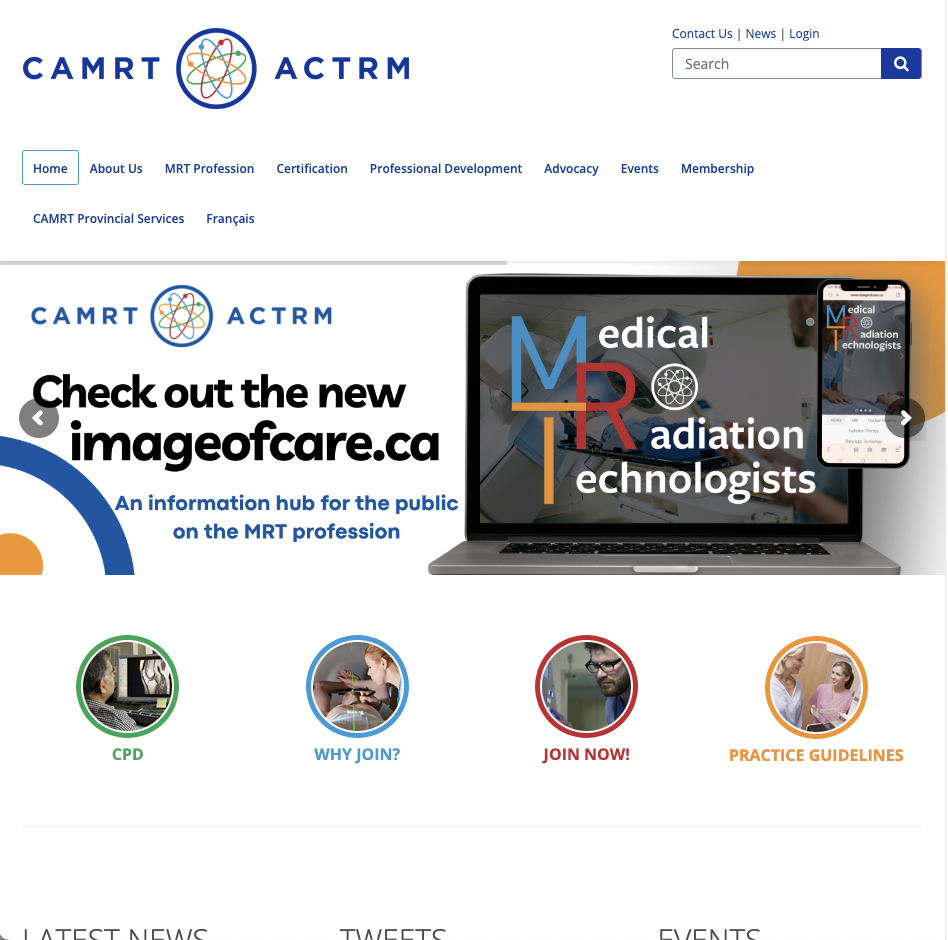 Contact Us | News | Login
CAMRT ACTRM
Search
Home About Us MRT Profession Certification Professional Development Advocacy Events Membership
CAMRT Provincial Services Français
CAMRT ACTRM
Check out the new
imageofcare.ca
An information hub for the public
on the MRT profession
Medical
Radiation
Technologists
www.imageofcare.ca
Medical
Radiation
Technologists
CPD
WHY JOIN?
JOIN NOW!
PRACTICE GUIDELINES
LATEST NEWS TWEETS EVENTS